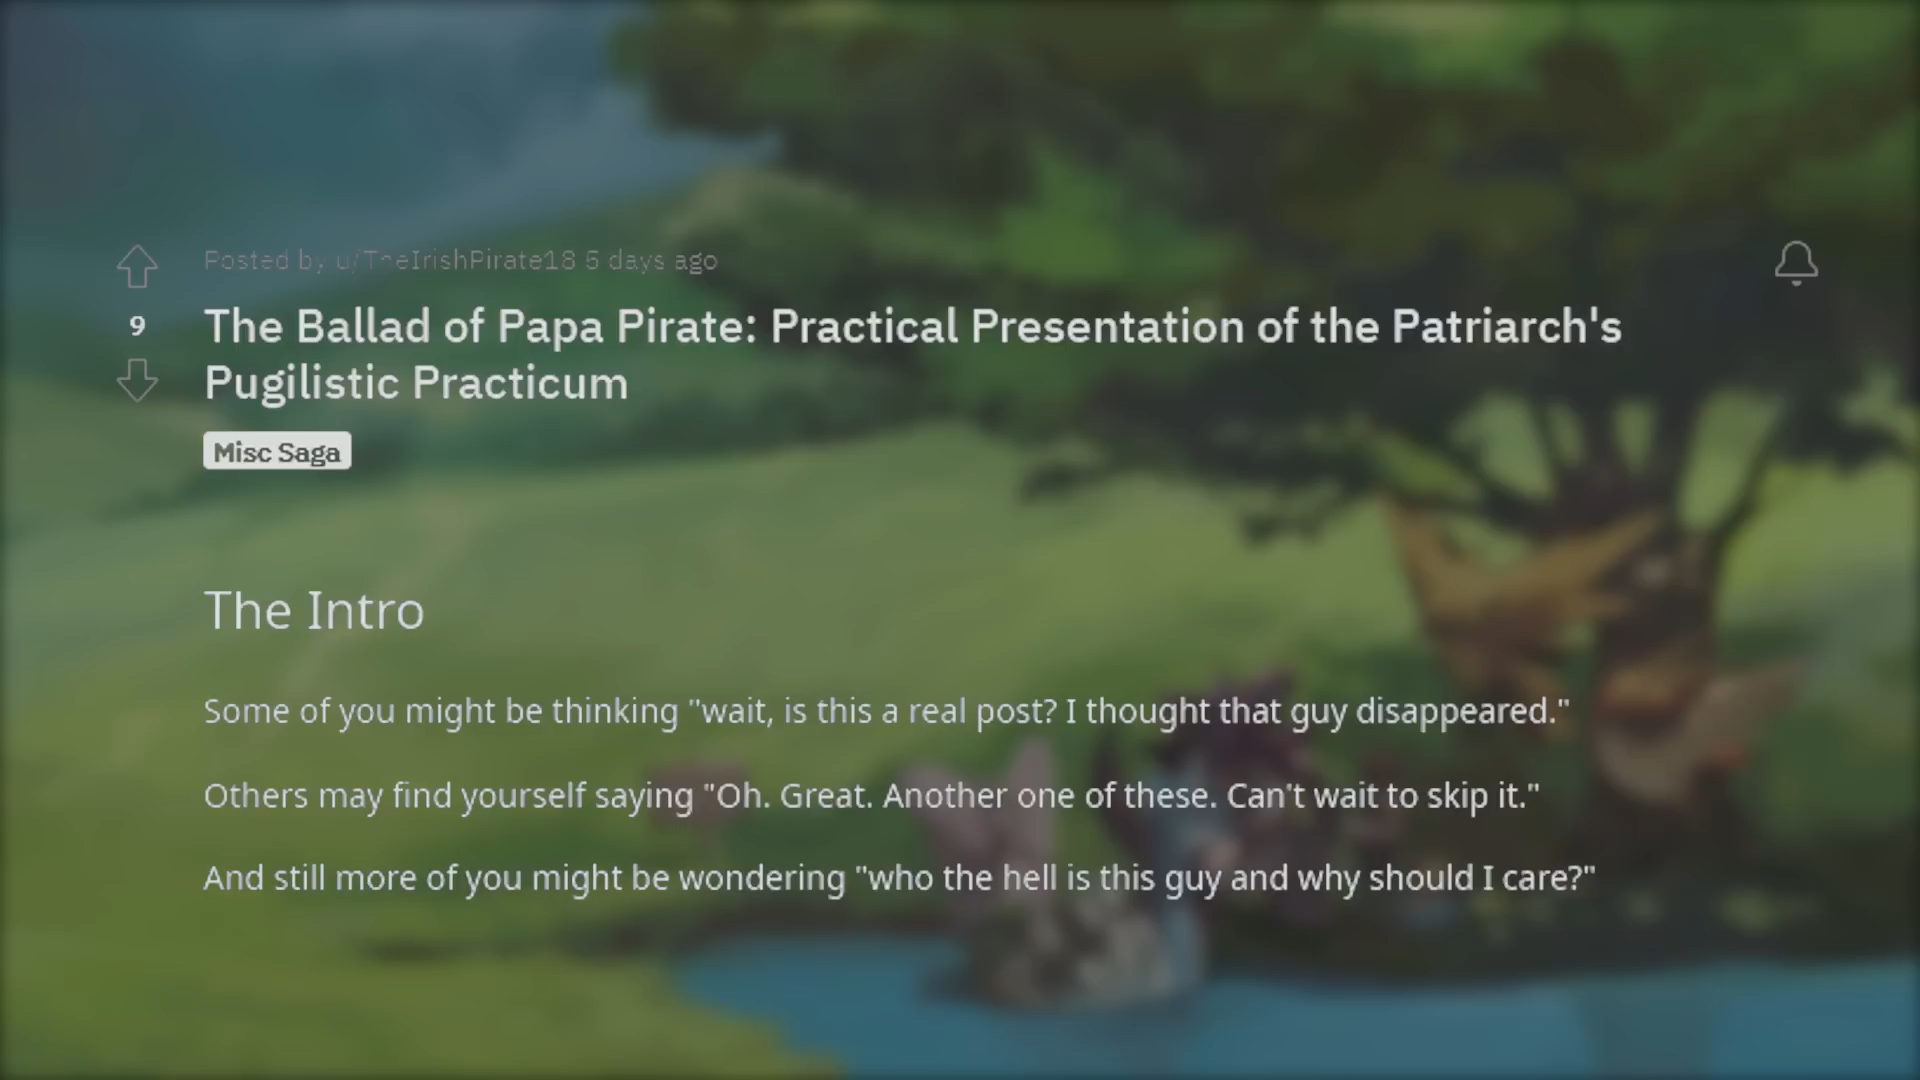 Posted by u/TheIrishPirate18 5 days ago
9
The Ballad of Papa Pirate: Practical Presentation of the Patriarch's
Pugilistic Practicum
Misc Saga
The Intro
Some of you might be thinking "wait, is this a real post? I thought that guy disappeared."
Others may find yourself saying "Oh. Great. Another one of these. Can't wait to skip it."
And still more of you might be wondering "who the hell is this guy and why should I care?"